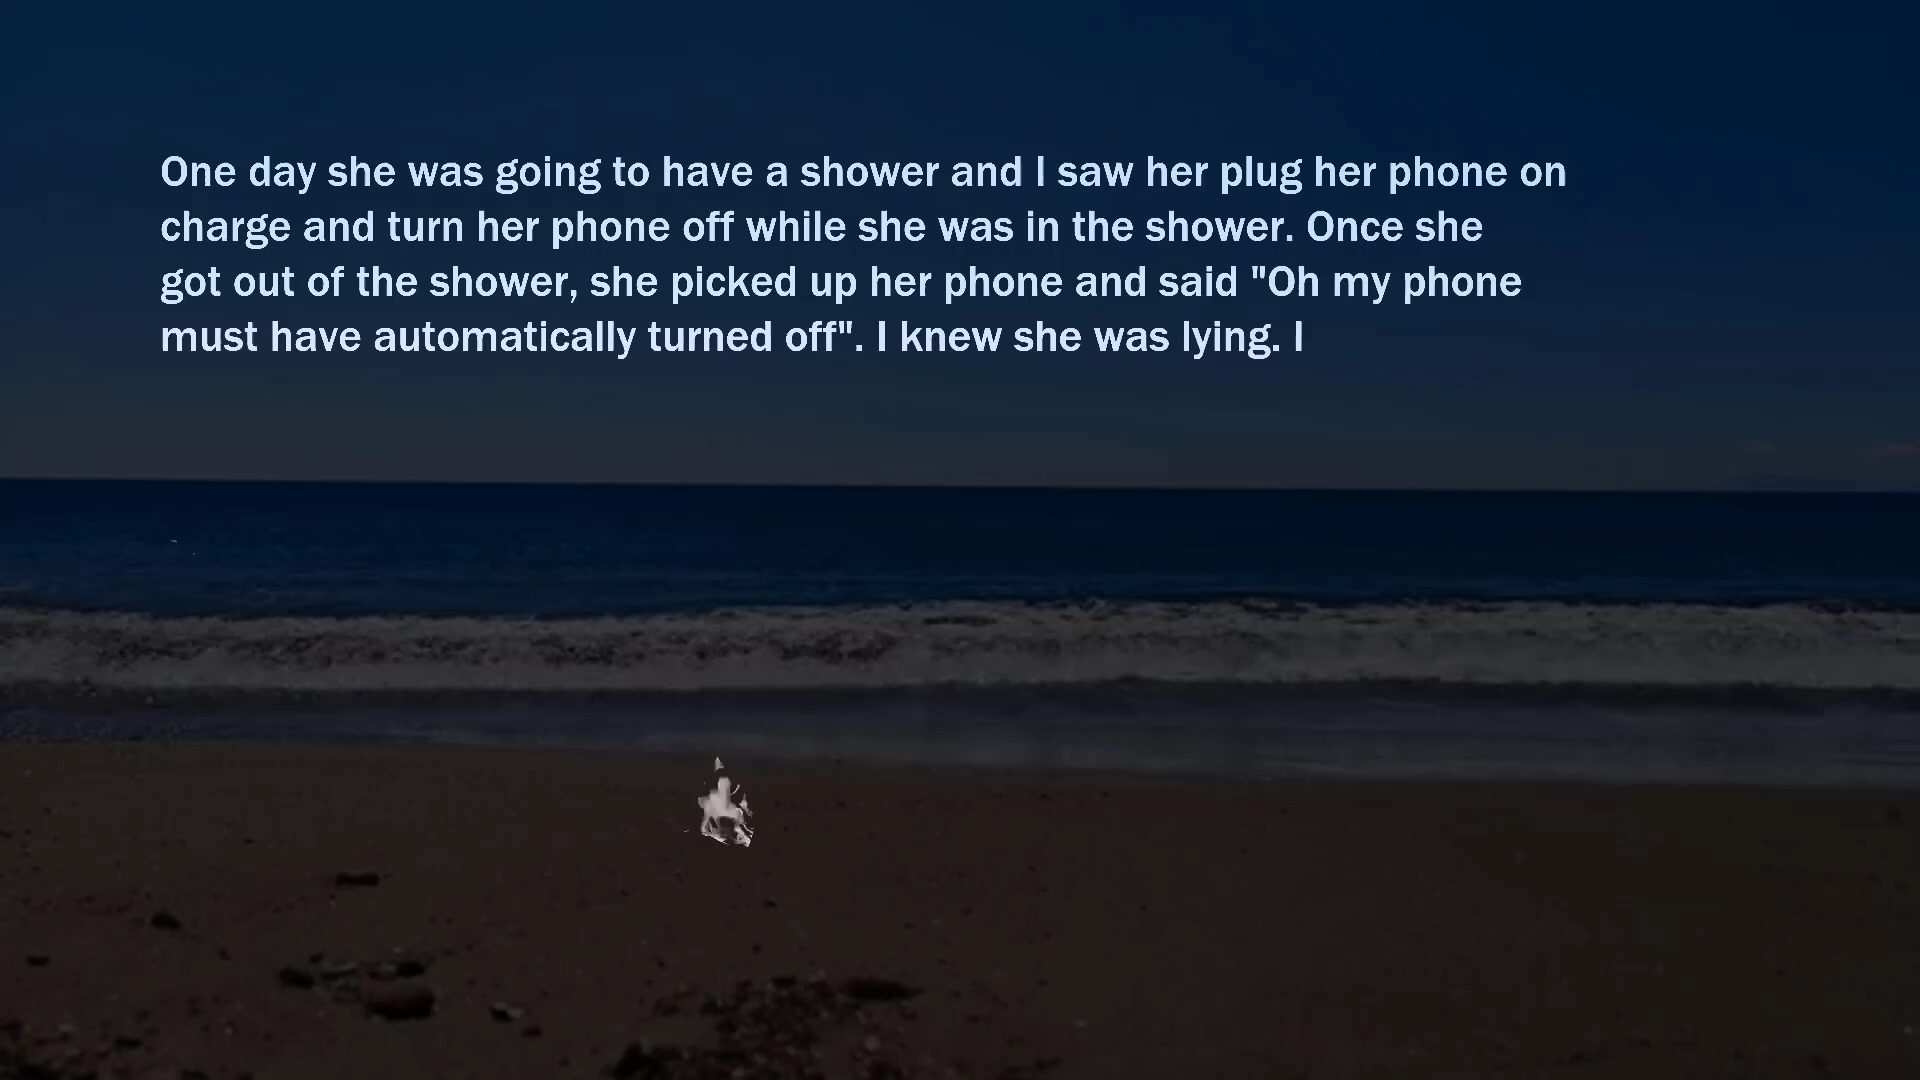 One day she was going to have a shower and I saw her plug her phone on
charge and turn her phone off while she was in the shower. Once she
got out of the shower, she picked up her phone and said "Oh my phone
must have automatically turned off". I knew she was lying. I